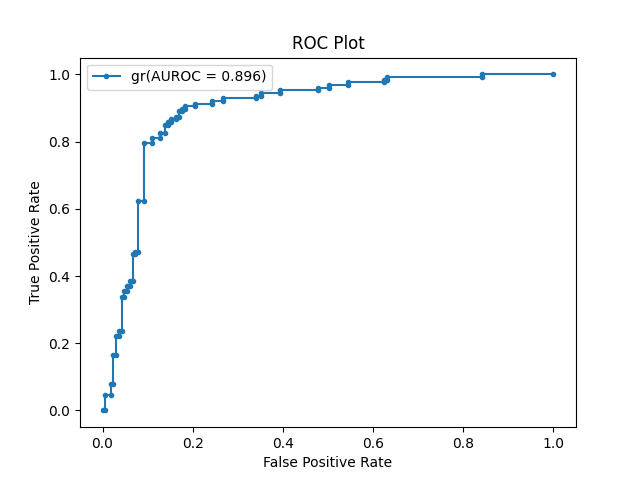 ROC Plot
gr(AUROC = 0.896)
True Positive Rate
1.0
0.8
0.6
0.4
0.2
0.0
0.0 0.2 0.4 0.6 0.8 1.0
False Positive Rate